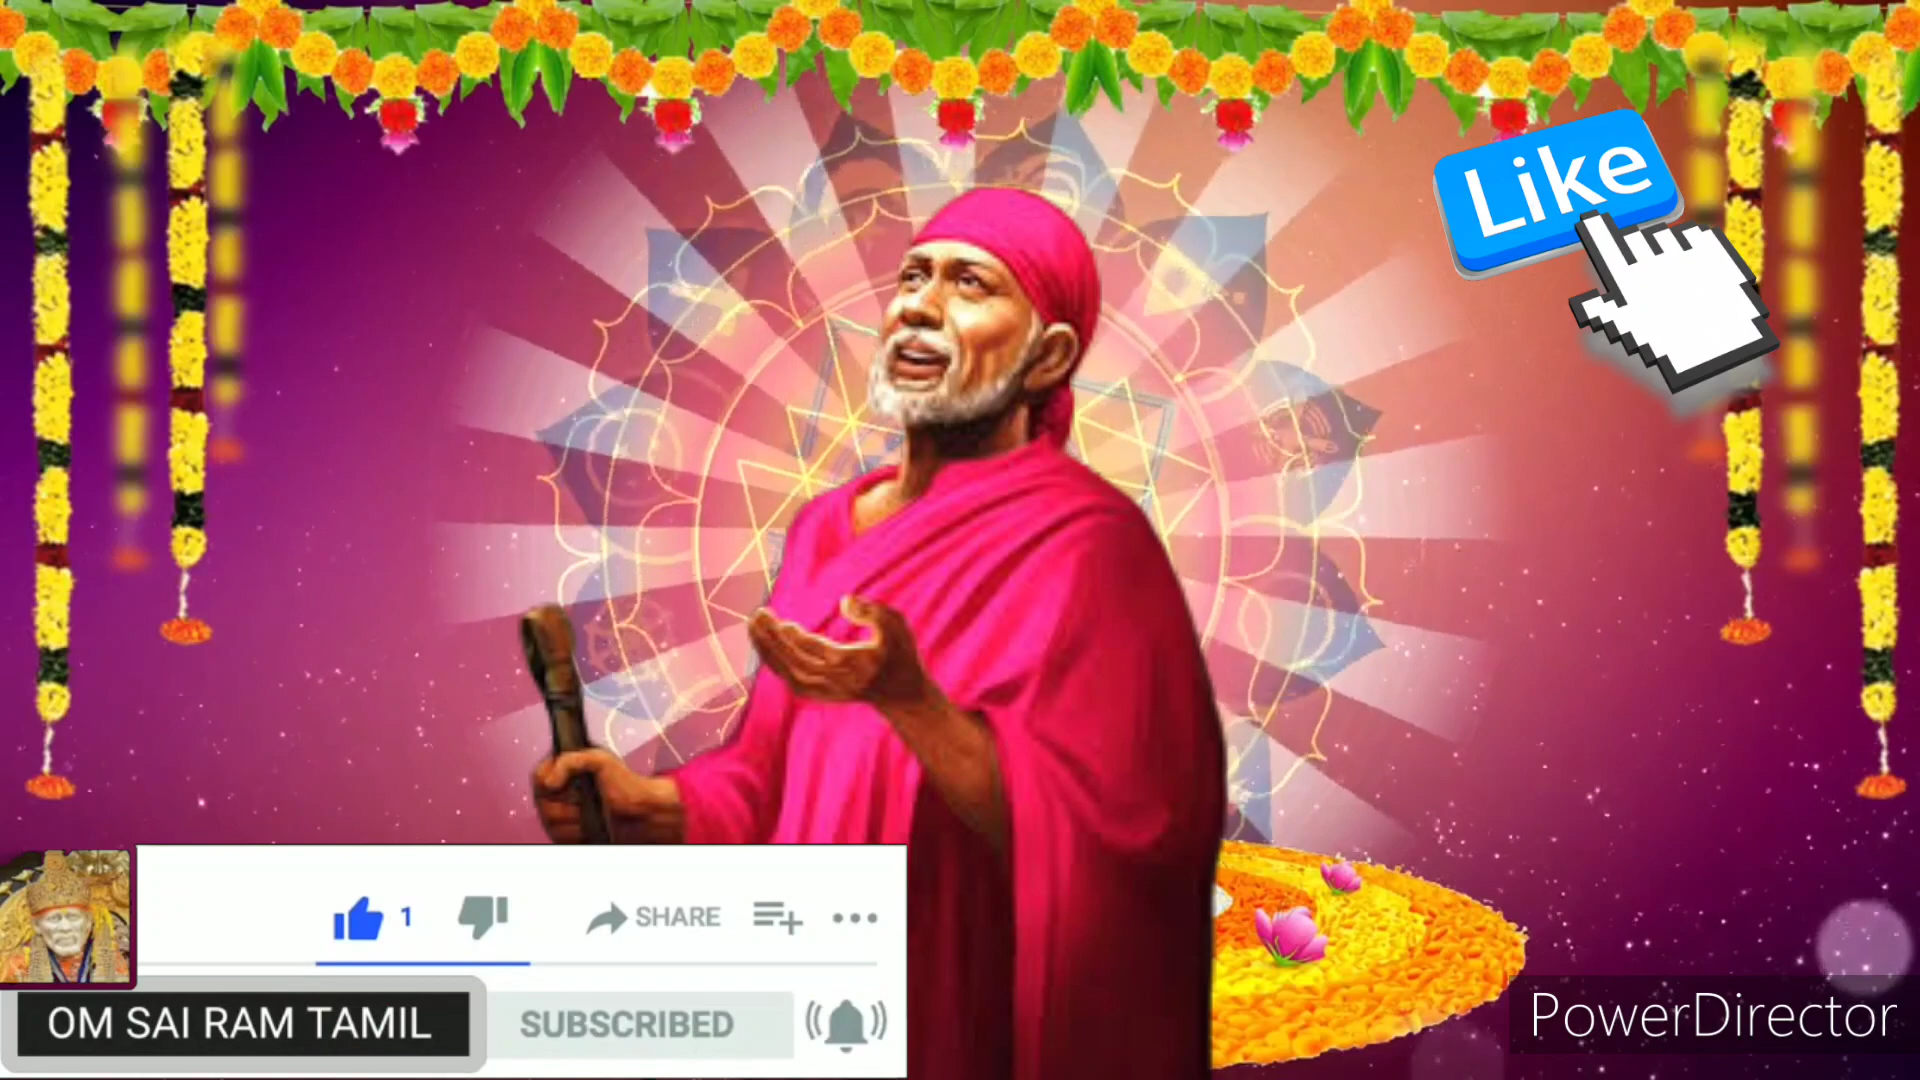 Like
1
SHARE
OM SAI RAM TAMIL
SUBSCRIBED
PowerDirector